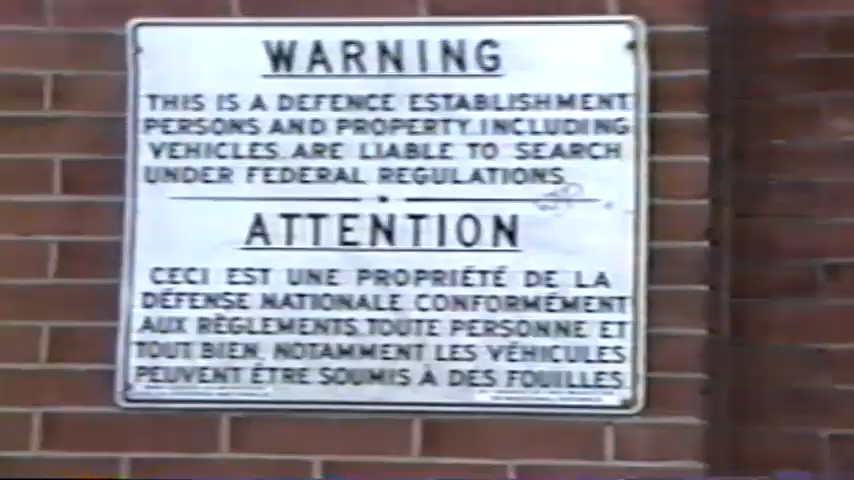 WARNING
THIS IS A DEFENCE ESTABLISHMENT
PERSONS AND PROPERTY, INCLUDING
VEHICLES, ARE LIABLE TO SEARCH
UNDER FEDERAL REGULATIONS.
ATTENTION
CECI EST UNE PROPRIÉTÉ DE LA
DÉFENSE NATIONALE CONFORMÉMENT
AUX RÈGLEMENTS, TOUTE PERSONNE ET
TOUT BIEN, NOTAMMENT LES VÉHICULES
PEUVENT ÊTRE SOUMIS À DES FOUILLES